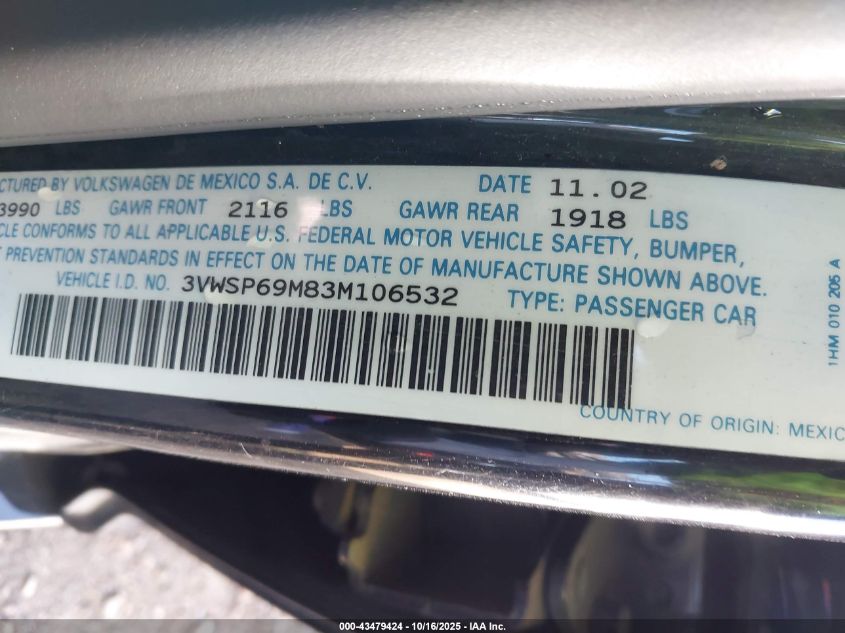 CTURED BY VOLKSWAGEN DE MEXICO S.A. DE C.V. DATE 11.02
3990 LBS GAWR FRONT 2116 LBS GAWR REAR 1918 LBS
CLE CONFORMS TO ALL APPLICABLE U.S. FEDERAL MOTOR VEHICLE SAFETY, BUMPER,
T PREVENTION STANDARDS IN EFFECT ON THE DATE OF MANUFACTURE SHOWN ABOVE.
VEHICLE I.D. NO. 3VWSP69M83M106532 TYPE: PASSENGER CAR
COUNTRY OF ORIGIN: MEXIC
1HM 010 206 A
000-43479424 - 10/16/2025 - IAA Inc.